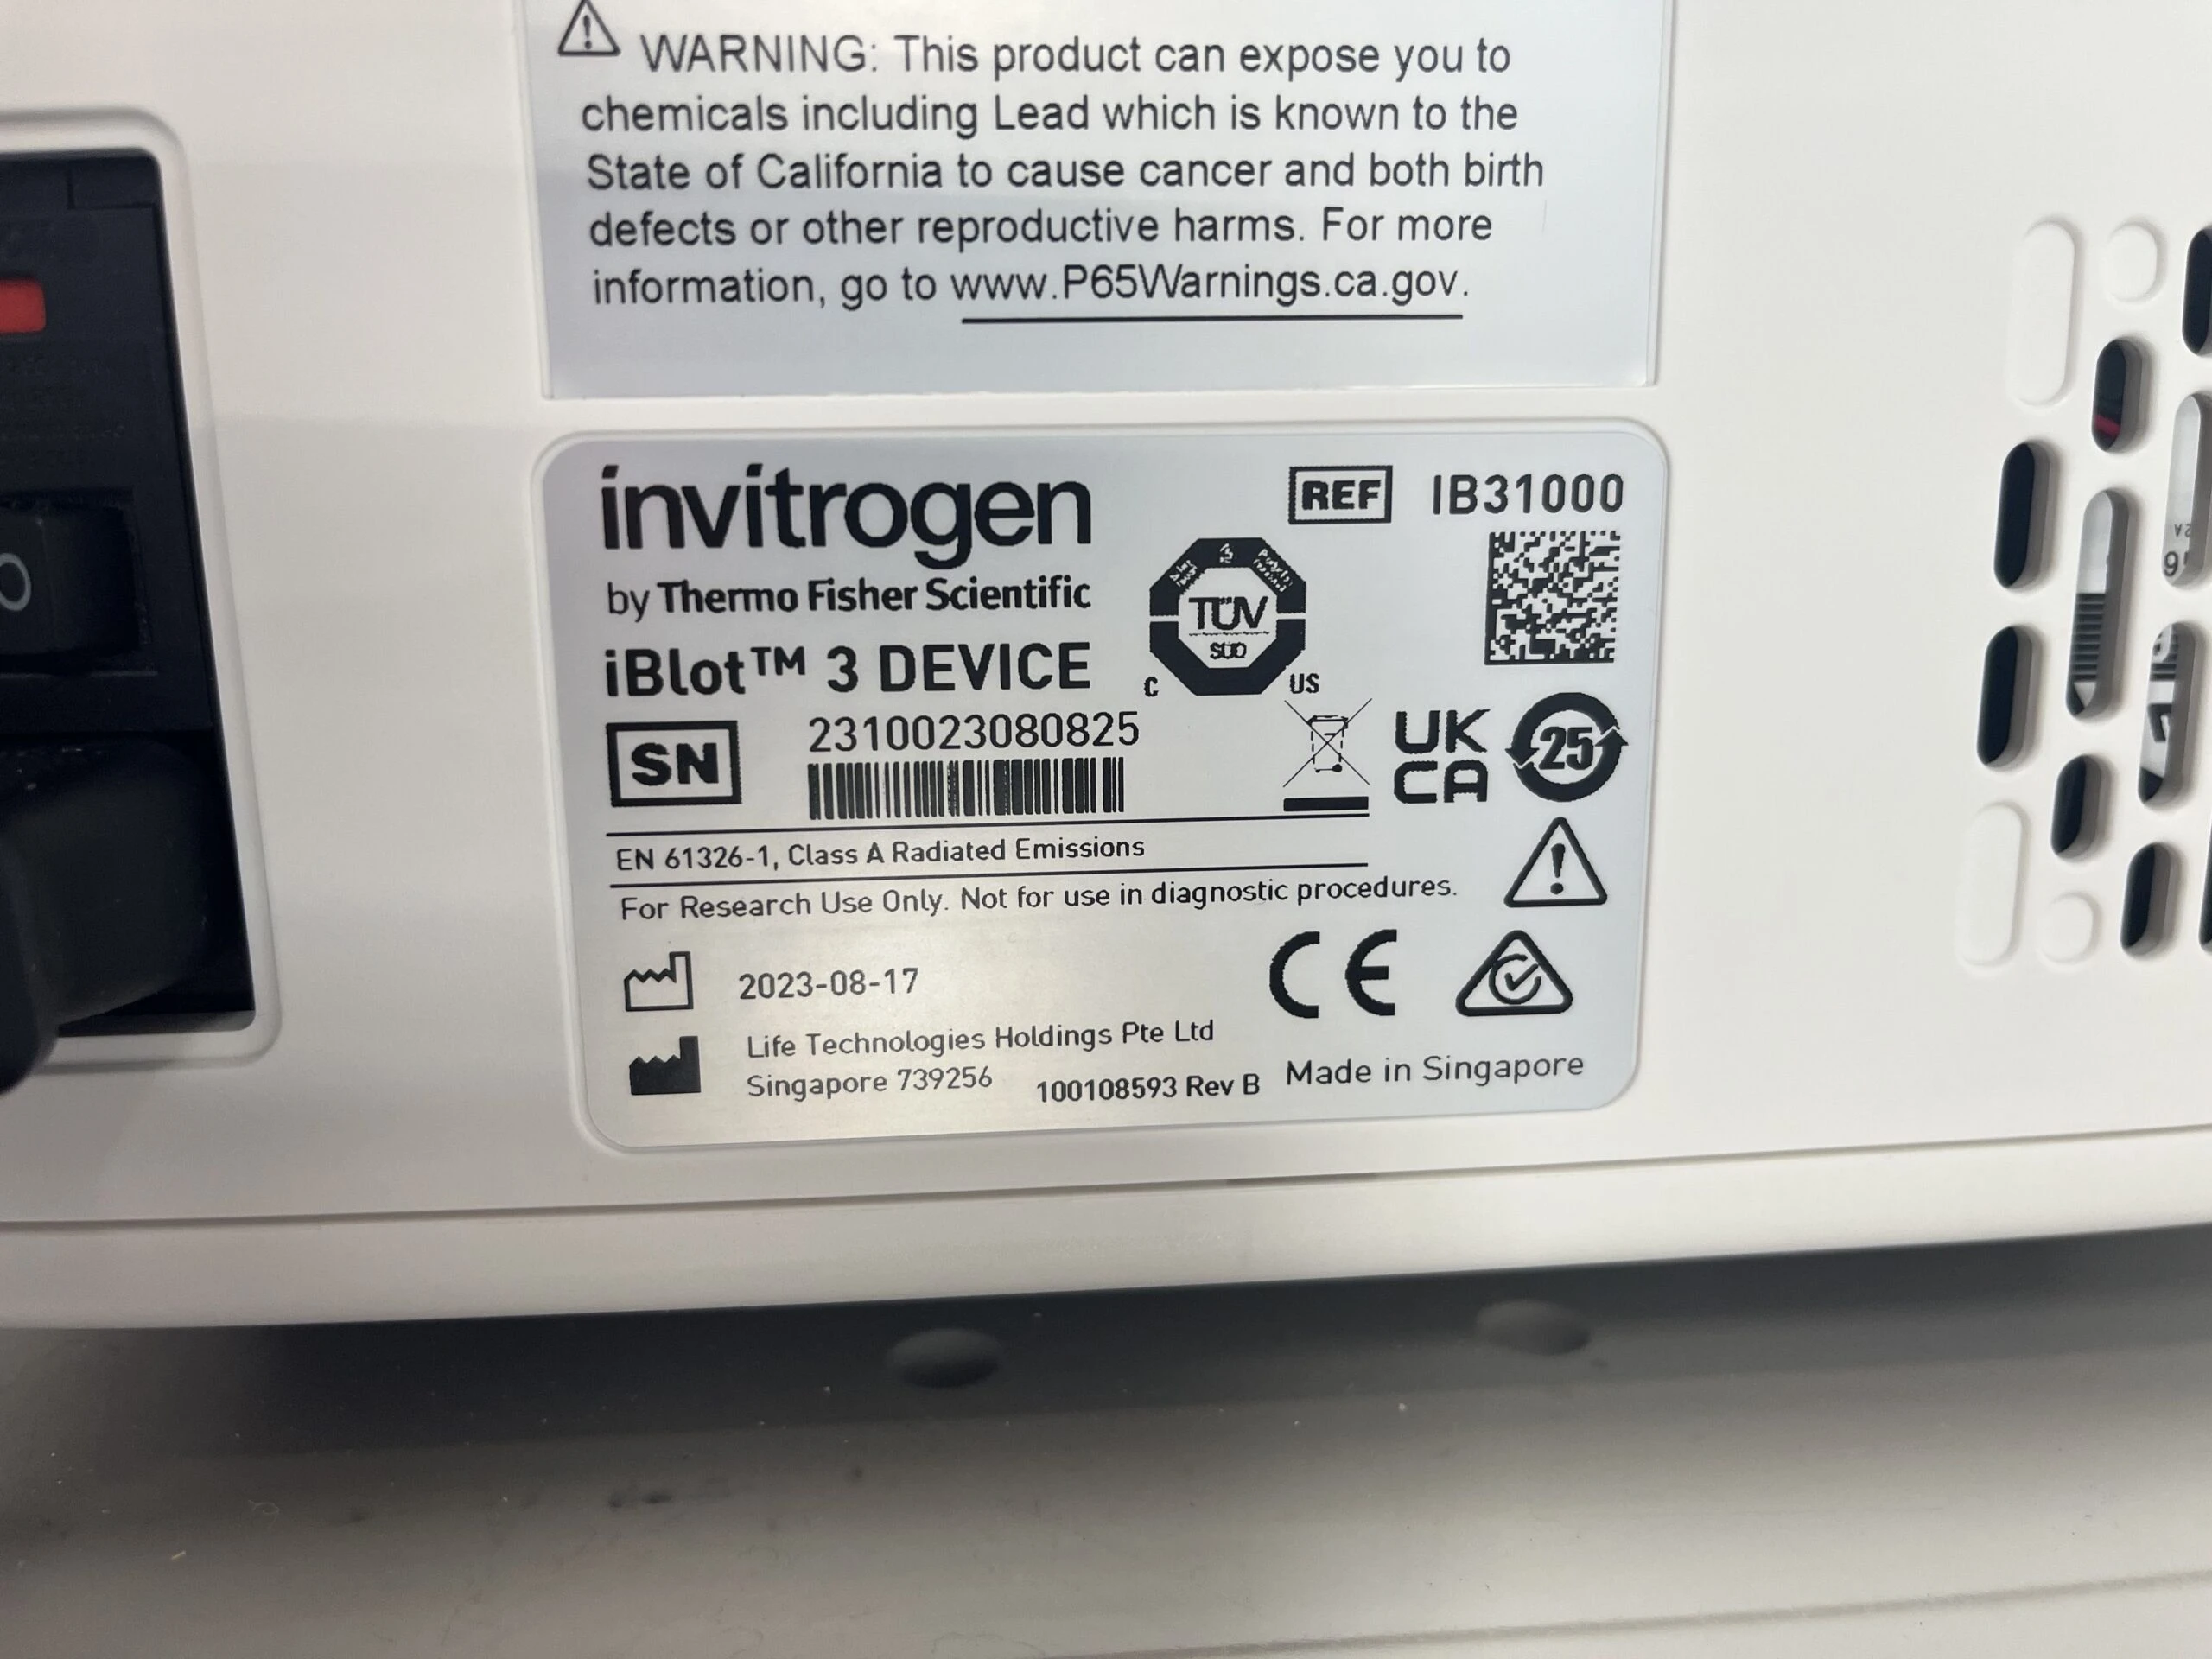 WARNING: This product can expose you to
chemicals including Lead which is known to the
State of California to cause cancer and both birth
defects or other reproductive harms. For more
information, go to www.P65Warnings.ca.gov.
invitrogen
by Thermo Fisher Scientific
REF IB31000
iBlot™ 3 DEVICE
TÜV
SÜD
C US
SN 2310023080825
UK
CA
25
EN 61326-1, Class A Radiated Emissions
For Research Use Only. Not for use in diagnostic procedures.
2023-08-17
CE
Life Technologies Holdings Pte Ltd
Singapore 739256
100108593 Rev B
Made in Singapore